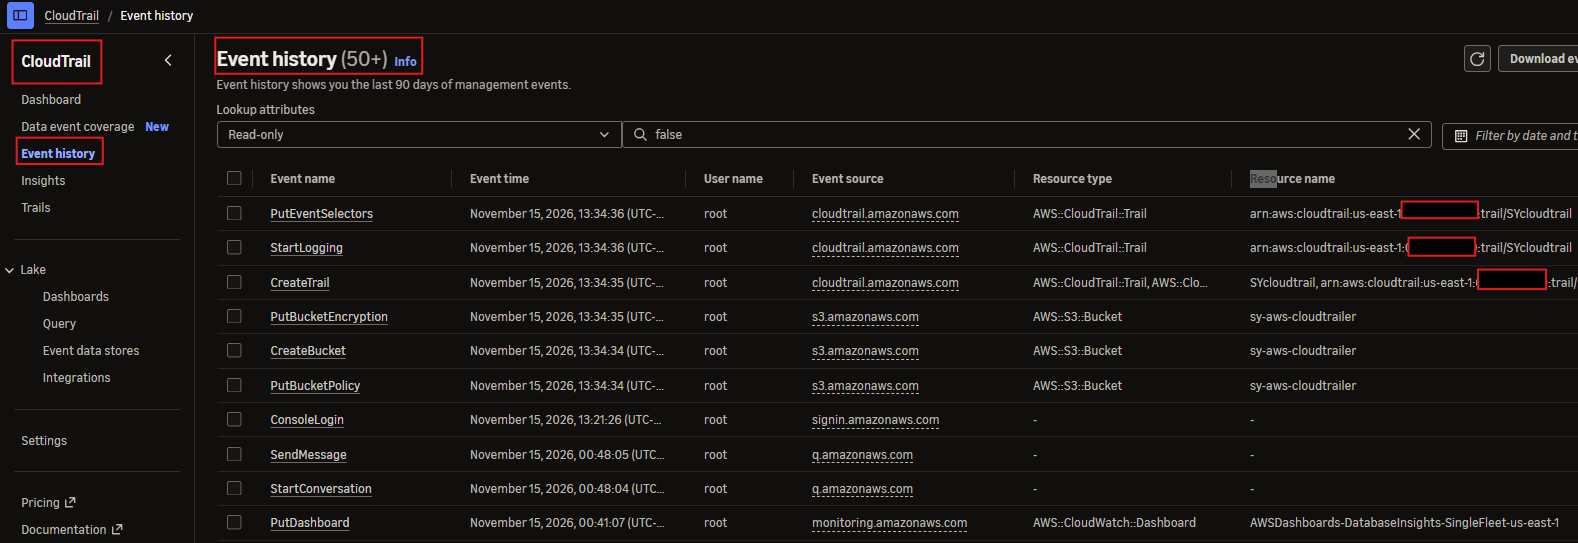 CloudTrail / Event history
CloudTrail
Dashboard
Data event coverage New
Event history
Insights
Trails
Lake
Dashboards
Query
Event data stores
Integrations
Settings
Pricing
Documentation
Event history (50+) Info
Event history shows you the last 90 days of management events.
Download ev
Lookup attributes
Read-only
false
Filter by date and t
Event name Event time User name Event source Resource type Resource name
PutEventSelectors November 15, 2026, 13:34:36 (UTC-... root cloudtrail.amazonaws.com AWS::CloudTrail::Trail arn:aws:cloudtrail:us-east-1 :trail/SYcloudtrail
StartLogging November 15, 2026, 13:34:36 (UTC-... root cloudtrail.amazonaws.com AWS::CloudTrail::Trail arn:aws:cloudtrail:us-east-1: :trail/SYcloudtrail
CreateTrail November 15, 2026, 13:34:35 (UTC-... root cloudtrail.amazonaws.com AWS::CloudTrail::Trail, AWS::Clo... SYcloudtrail, arn:aws:cloudtrail:us-east-1: :trail/
PutBucketEncryption November 15, 2026, 13:34:35 (UTC-... root s3.amazonaws.com AWS::S3::Bucket sy-aws-cloudtrailer
CreateBucket November 15, 2026, 13:34:34 (UTC-... root s3.amazonaws.com AWS::S3::Bucket sy-aws-cloudtrailer
PutBucketPolicy November 15, 2026, 13:34:34 (UTC-... root s3.amazonaws.com AWS::S3::Bucket sy-aws-cloudtrailer
ConsoleLogin November 15, 2026, 13:21:26 (UTC-... root signin.amazonaws.com - -
SendMessage November 15, 2026, 00:48:05 (UTC... root q.amazonaws.com - -
StartConversation November 15, 2026, 00:48:04 (UTC... root q.amazonaws.com - -
PutDashboard November 15, 2026, 00:41:07 (UTC-... root monitoring.amazonaws.com AWS::CloudWatch::Dashboard AWSDashboards-DatabaseInsights-SingleFleet-us-east-1